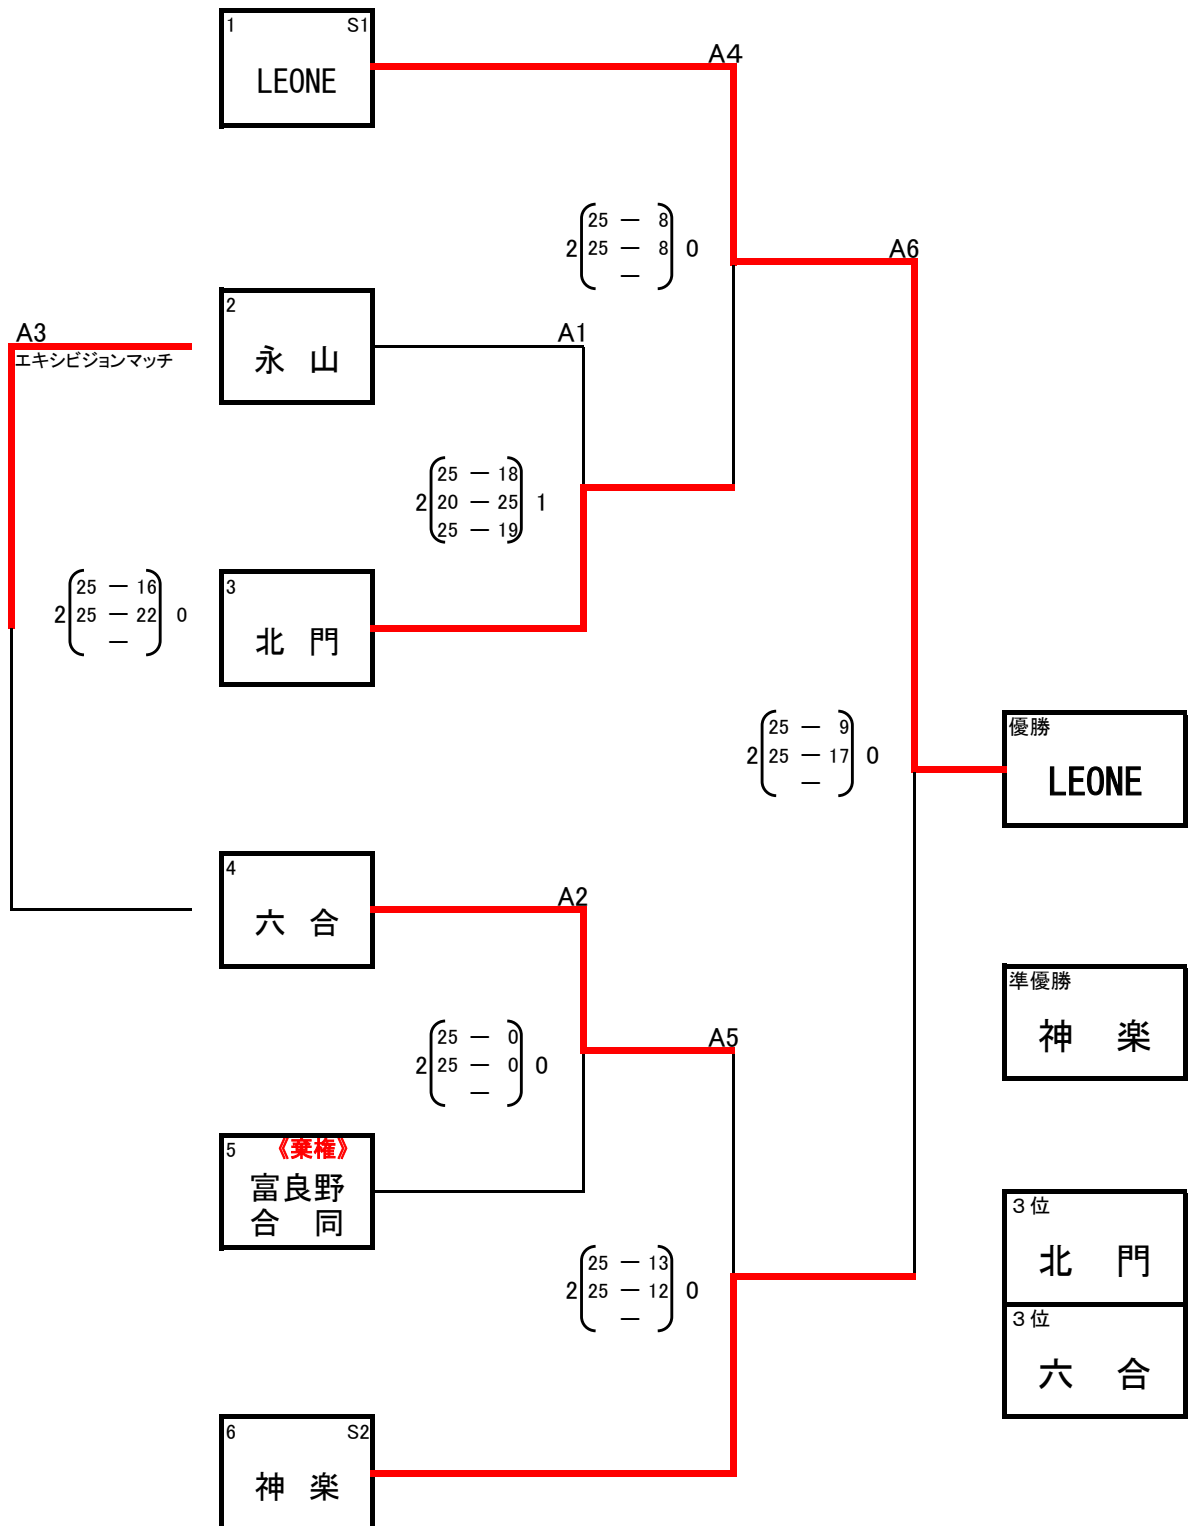 1 S1
LEONE
A4
25 — 8
2 25 — 8 0
—
A6
2
永 山
A1
A3
エキシビジョンマッチ
25 — 18
2 20 — 25 1
25 — 19
3
北 門
25 — 16
2 25 — 22 0
—
25 — 9
2 25 — 17 0
—
優勝
LEONE
4
六 合
A2
準優勝
神 楽
25 — 0
2 25 — 0 0
—
A5
5 《棄権》
富良野
合 同
3位
北 門
25 — 13
2 25 — 12 0
—
3位
六 合
6 S2
神 楽